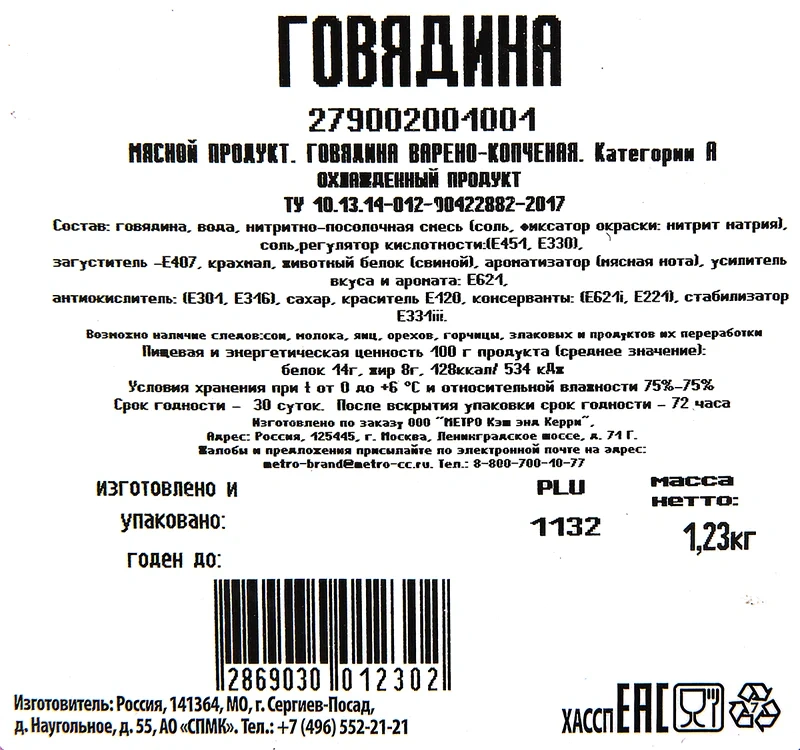 ГОВЯДИНА
279002001001
МЯСНОЙ ПРОДУКТ. ГОВЯДИНА ВАРЕНО-КОПЧЕНАЯ. Категории А
ОХЛАЖДЕННЫЙ ПРОДУКТ
ТУ 10.13.14-012-90422882-2017
Состав: говядина, вода, нитритно-посолочная смесь (соль, фиксатор окраски: нитрит натрия),
соль,регулятор кислотности:(Е451, Е330),
загуститель -Е407, крахмал, животный белок (свиной), ароматизатор (мясная нота), усилитель
вкуса и аромата: Е621,
антиокислитель: (Е301, Е316), сахар, краситель Е120, консерванты: (Е621i, Е221), стабилизатор
Е331iii.
Возможно наличие следов:сои, молока, яиц, орехов, горчицы, злаковых и продуктов их переработки
Пищевая и энергетическая ценность 100 г продукта (среднее значение):
белок 14г, жир 8г, 128ккал/ 534 кДж
Условия хранения при t от 0 до +6 °С и относительной влажности 75%-75%
Срок годности - 30 суток. После вскрытия упаковки срок годности - 72 часа
Изготовлено по заказу ООО "МЕТРО Кэш энд Керри",
Адрес: Россия, 125445, г. Москва, Ленинградское шоссе, д. 71 Г.
Жалобы и предложения присылайте по электронной почте на адрес:
metro-brand@metro-cc.ru. Тел.: 8-800-700-10-77
изготовлено и
упаковано:
PLU
1132
масса
нетто:
1,23кг
годен до:
2869030 012302
Изготовитель: Россия, 141364, МО, г. Сергиев-Посад,
д. Наугольное, д. 55, АО «СПМК». Тел.: +7 (496) 552-21-21
ХАССП EAC
7